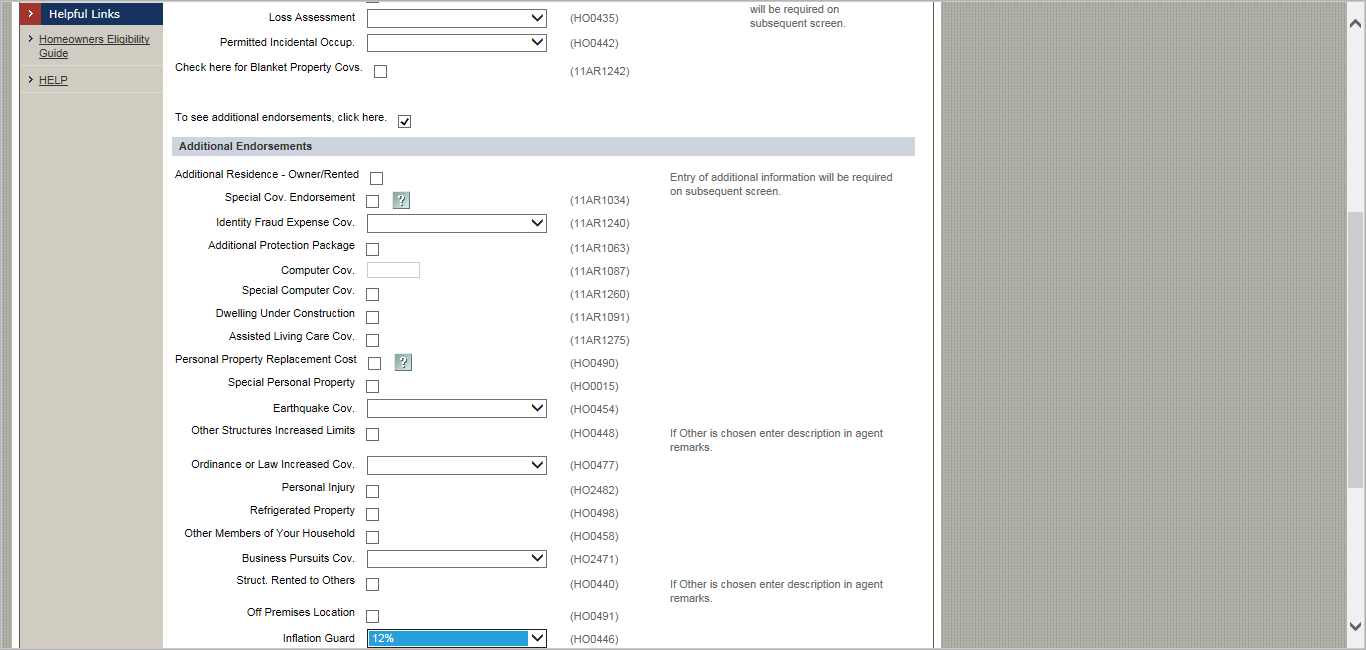 Helpful Links
Homeowners Eligibility
Guide
HELP
Loss Assessment (HO0435) will be required on
subsequent screen.
Permitted Incidental Occup. (HO0442)
Check here for Blanket Property Covs. (11AR1242)
To see additional endorsements, click here.
Additional Endorsements
Additional Residence - Owner/Rented Entry of additional information will be required
on subsequent screen.
Special Cov. Endorsement ? (11AR1034)
Identity Fraud Expense Cov. (11AR1240)
Additional Protection Package (11AR1063)
Computer Cov. (11AR1087)
Special Computer Cov. (11AR1260)
Dwelling Under Construction (11AR1091)
Assisted Living Care Cov. (11AR1275)
Personal Property Replacement Cost ? (HO0490)
Special Personal Property (HO0015)
Earthquake Cov. (HO0454)
Other Structures Increased Limits (HO0448) If Other is chosen enter description in agent
remarks.
Ordinance or Law Increased Cov. (HO0477)
Personal Injury (HO2482)
Refrigerated Property (HO0498)
Other Members of Your Household (HO0458)
Business Pursuits Cov. (HO2471)
Struct. Rented to Others (HO0440) If Other is chosen enter description in agent
remarks.
Off Premises Location (HO0491)
Inflation Guard 12% (HO0446)